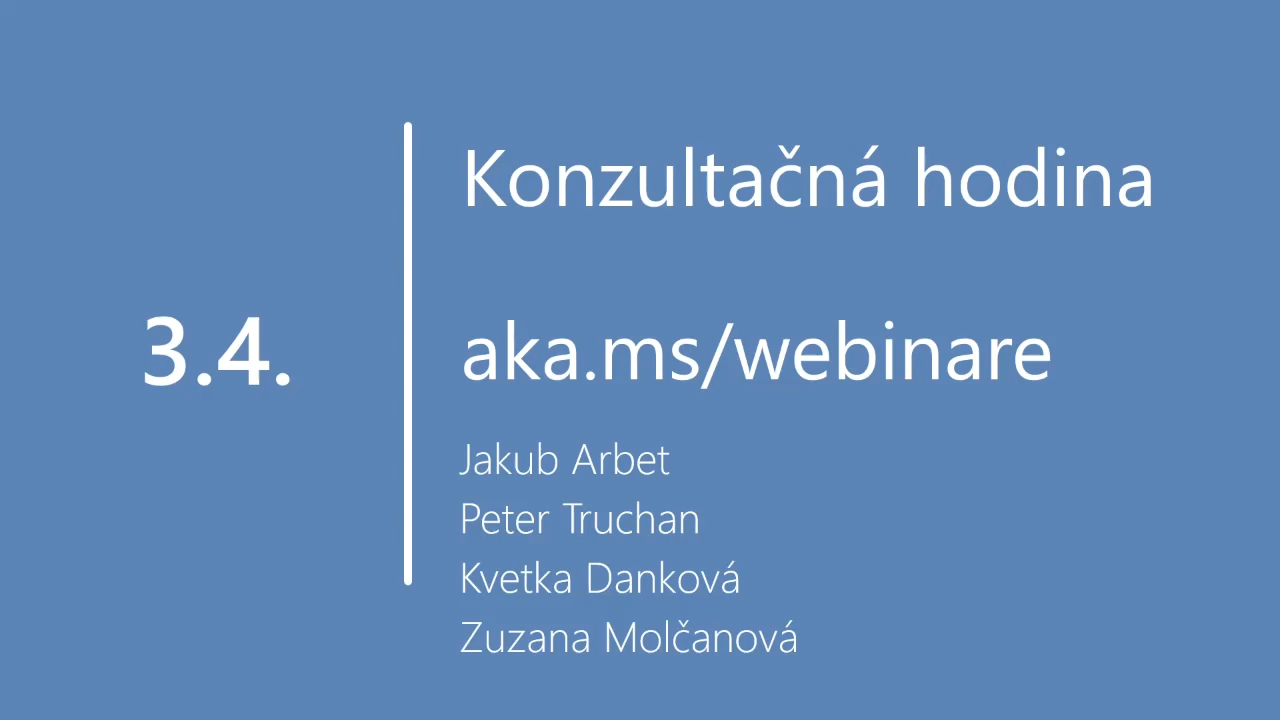 3.4.
Konzultačná hodina
aka.ms/webinare
Jakub Arbet
Peter Truchan
Kvetka Danková
Zuzana Molčanová